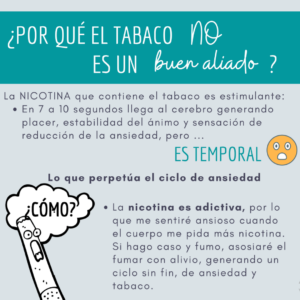 ¿POR QUÉ EL TABACO NO
ES UN buen aliado ?
La NICOTINA que contiene el tabaco es estimulante:
• En 7 a 10 segundos llega al cerebro generando
placer, estabilidad del ánimo y sensación de
reducción de la ansiedad, pero ...
ES TEMPORAL
Lo que perpetúa el ciclo de ansiedad
¿CÓMO?
• La nicotina es adictiva, por lo
que me sentiré ansioso cuando
el cuerpo me pida más nicotina.
Si hago caso y fumo, asosiaré el
fumar con alivio, generando un
ciclo sin fin, de ansiedad y
tabaco.